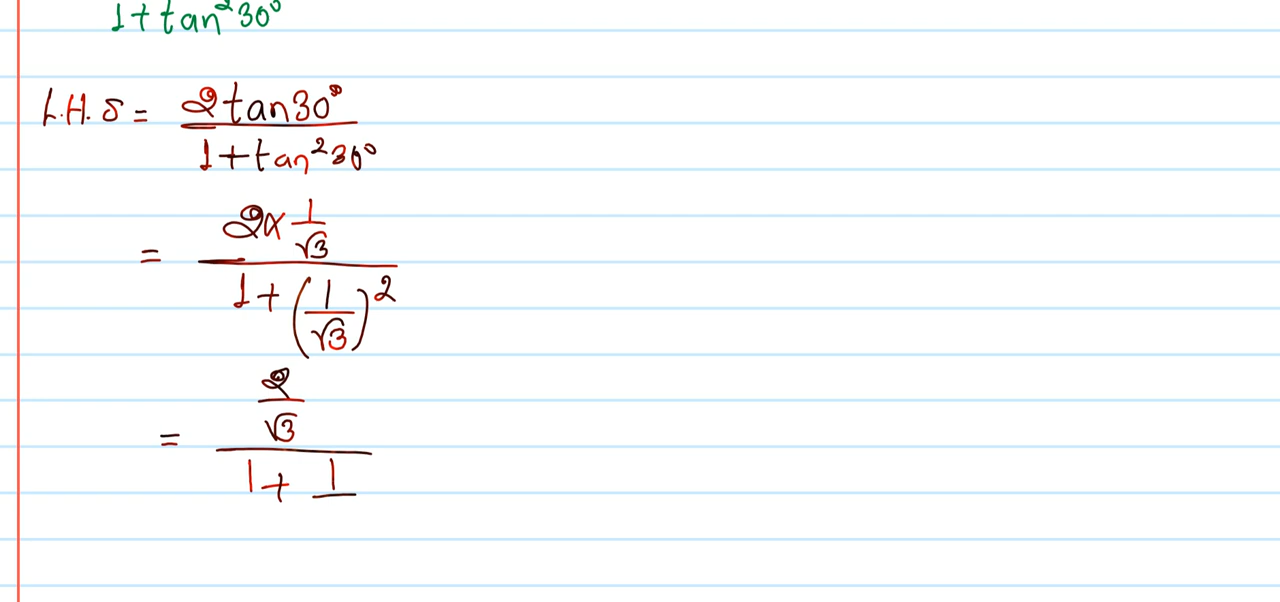 1+tan²30°
L.H.S = 2tan30° / 1+tan²30°
= 2× 1/√3 / 1+(1/√3)²
= 2/√3 / 1+ 1/